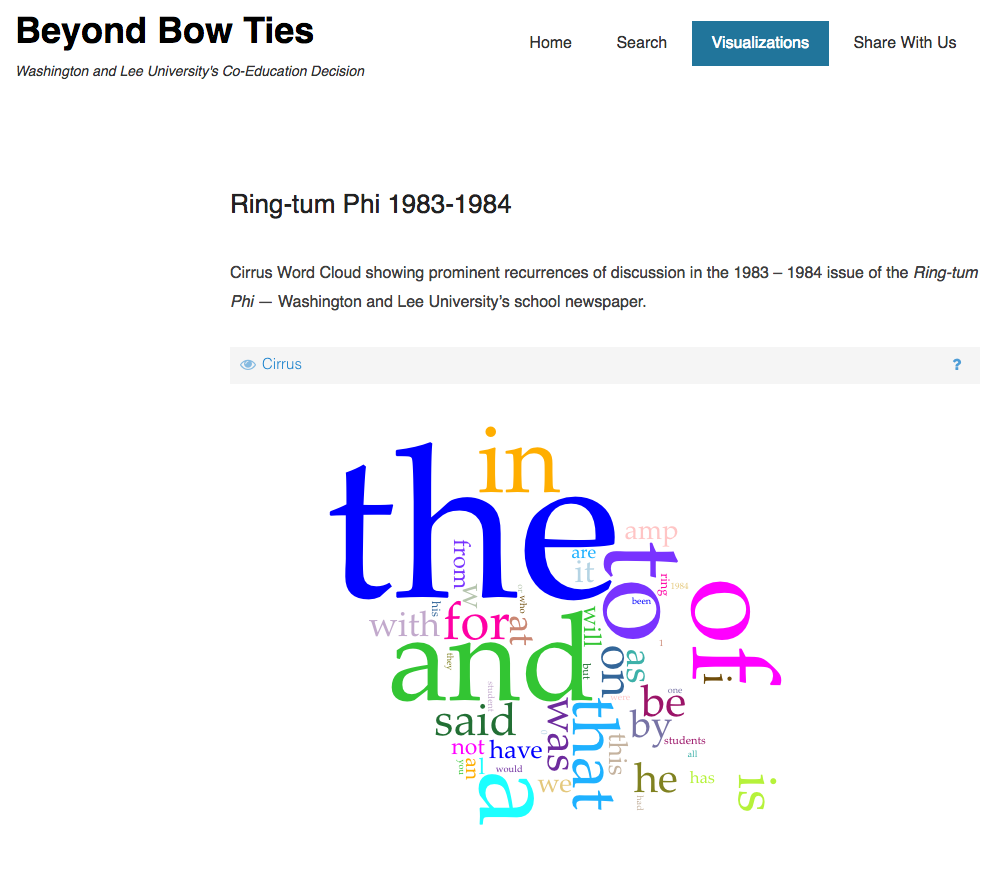 Beyond Bow Ties
Washington and Lee University's Co-Education Decision
Home Search Visualizations Share With Us
Ring-tum Phi 1983-1984
Cirrus Word Cloud showing prominent recurrences of discussion in the 1983 – 1984 issue of the Ring-tum
Phi — Washington and Lee University's school newspaper.
Cirrus ?
in
the
amp
from
are
it
to
ring
1984
of
w
his
or
who
been
with
for
at
will
and
they
but
on
as
1
i
student
said
was
that
were
be
one
by
students
not
have
this
all
you
an
l
would
we
he
has
a
had
is